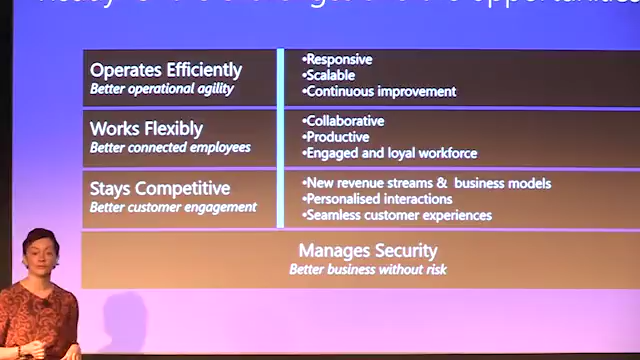 the opportunities
Operates Efficiently
Better operational agility
•Responsive
•Scalable
•Continuous improvement
Works Flexibly
Better connected employees
•Collaborative
•Productive
•Engaged and loyal workforce
Stays Competitive
Better customer engagement
•New revenue streams & business models
•Personalised interactions
•Seamless customer experiences
Manages Security
Better business without risk